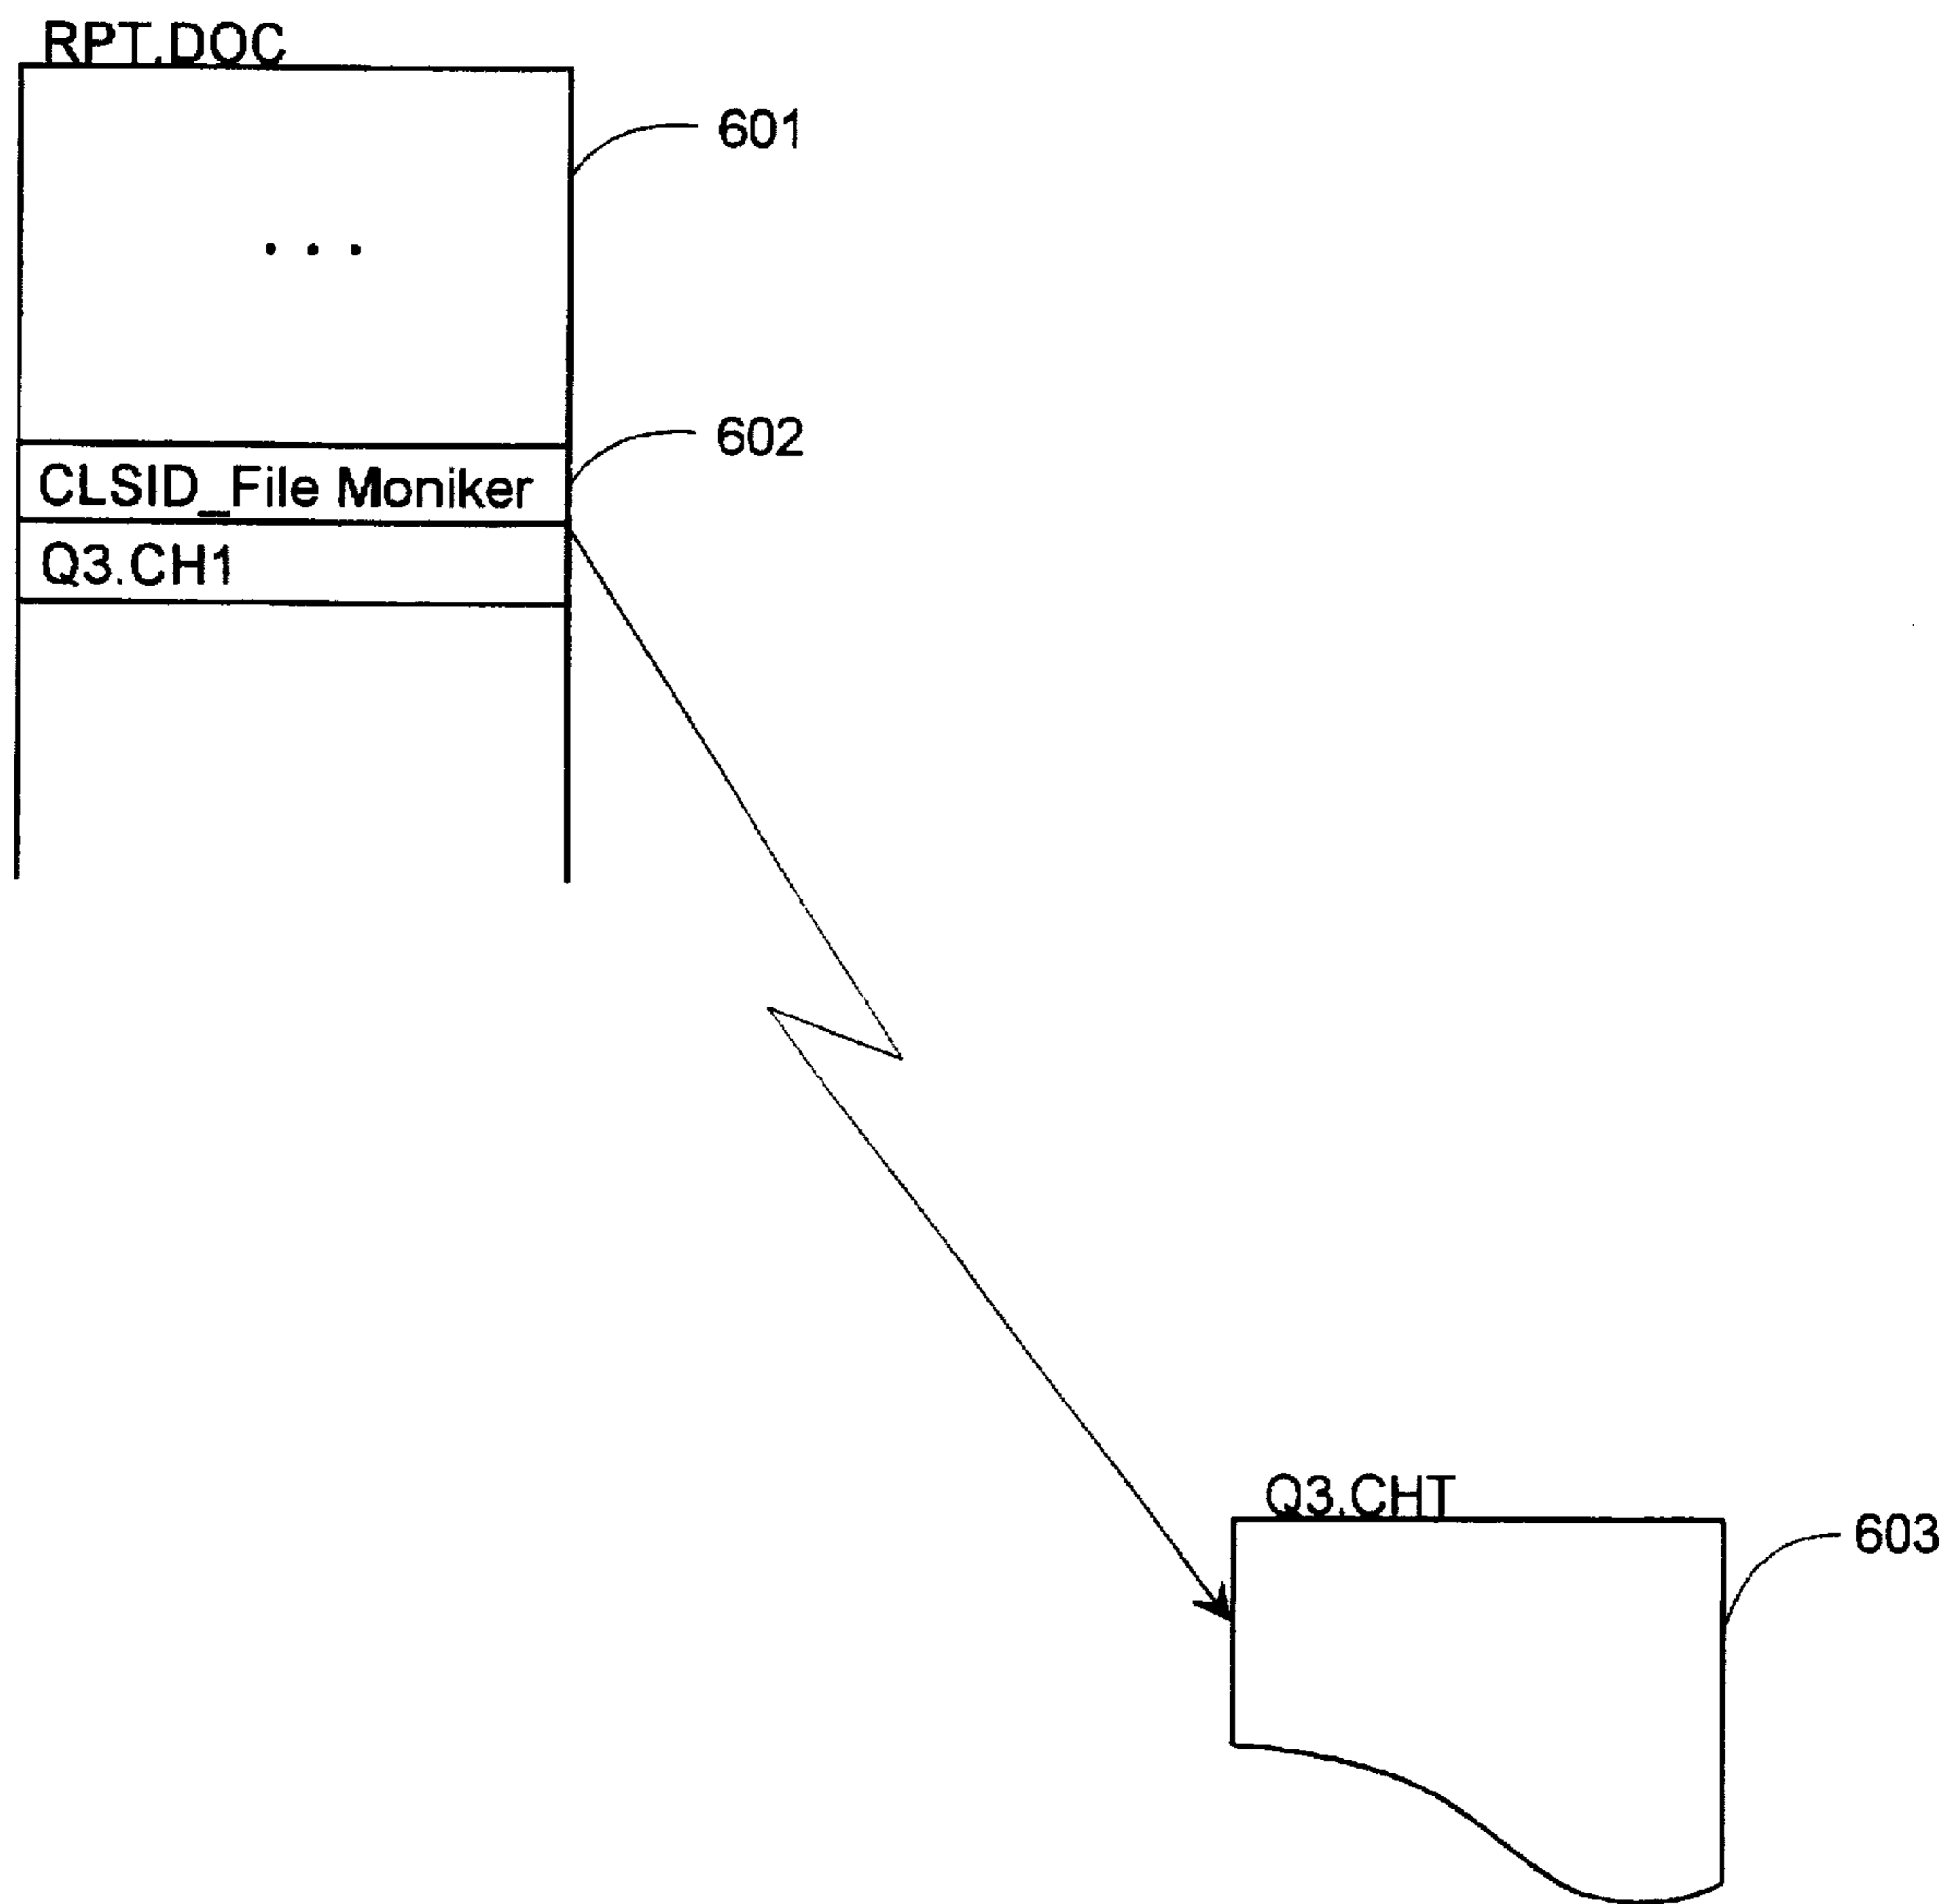 RPT.DOC
601
. . .
602
CLSID_File Moniker
Q3.CH1
Q3.CHT
603